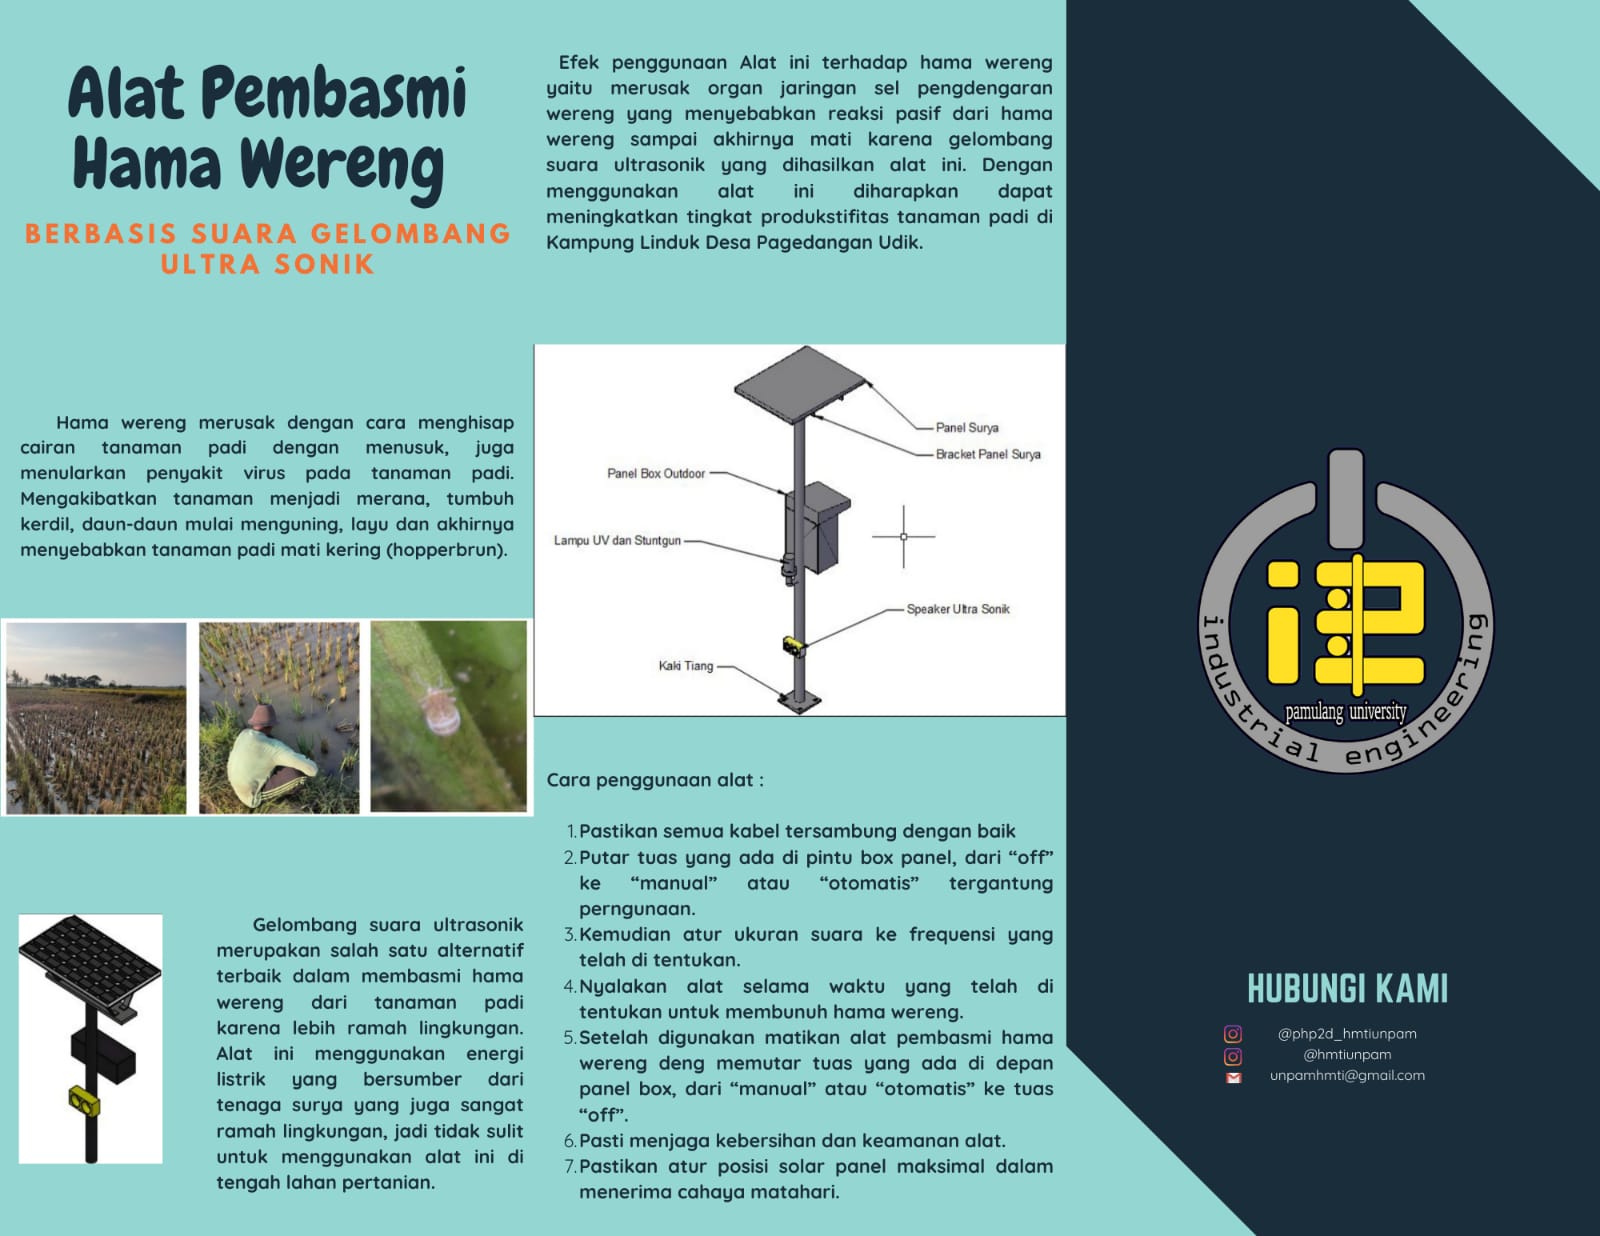 Alat Pembasmi
Hama Wereng
BERBASIS SUARA GELOMBANG
ULTRA SONIK
Hama wereng merusak dengan cara menghisap
cairan tanaman padi dengan menusuk, juga
menularkan penyakit virus pada tanaman padi.
Mengakibatkan tanaman menjadi merana, tumbuh
kerdil, daun-daun mulai menguning, layu dan akhirnya
menyebabkan tanaman padi mati kering (hopperbrun).
Gelombang suara ultrasonik
merupakan salah satu alternatif
terbaik dalam membasmi hama
wereng dari tanaman padi
karena lebih ramah lingkungan.
Alat ini menggunakan energi
listrik yang bersumber dari
tenaga surya yang juga sangat
ramah lingkungan, jadi tidak sulit
untuk menggunakan alat ini di
tengah lahan pertanian.
Efek penggunaan Alat ini terhadap hama wereng
yaitu merusak organ jaringan sel pengdengaran
wereng yang menyebabkan reaksi pasif dari hama
wereng sampai akhirnya mati karena gelombang
suara ultrasonik yang dihasilkan alat ini. Dengan
menggunakan alat ini diharapkan dapat
meningkatkan tingkat produkstifitas tanaman padi di
Kampung Linduk Desa Pagedangan Udik.
Panel Surya
Bracket Panel Surya
Panel Box Outdoor
Lampu UV dan Stuntgun
Speaker Ultra Sonik
Kaki Tiang
Cara penggunaan alat :
1. Pastikan semua kabel tersambung dengan baik
2. Putar tuas yang ada di pintu box panel, dari “off”
ke “manual” atau “otomatis” tergantung
perngunaan.
3. Kemudian atur ukuran suara ke frequensi yang
telah di tentukan.
4. Nyalakan alat selama waktu yang telah di
tentukan untuk membunuh hama wereng.
5. Setelah digunakan matikan alat pembasmi hama
wereng deng memutar tuas yang ada di depan
panel box, dari “manual” atau “otomatis” ke tuas
“off”.
6. Pasti menjaga kebersihan dan keamanan alat.
7. Pastikan atur posisi solar panel maksimal dalam
menerima cahaya matahari.
pamulang university
industrial engineering
HUBUNGI KAMI
@php2d_hmtiunpam
@hmtiunpam
unpamhmti@gmail.com